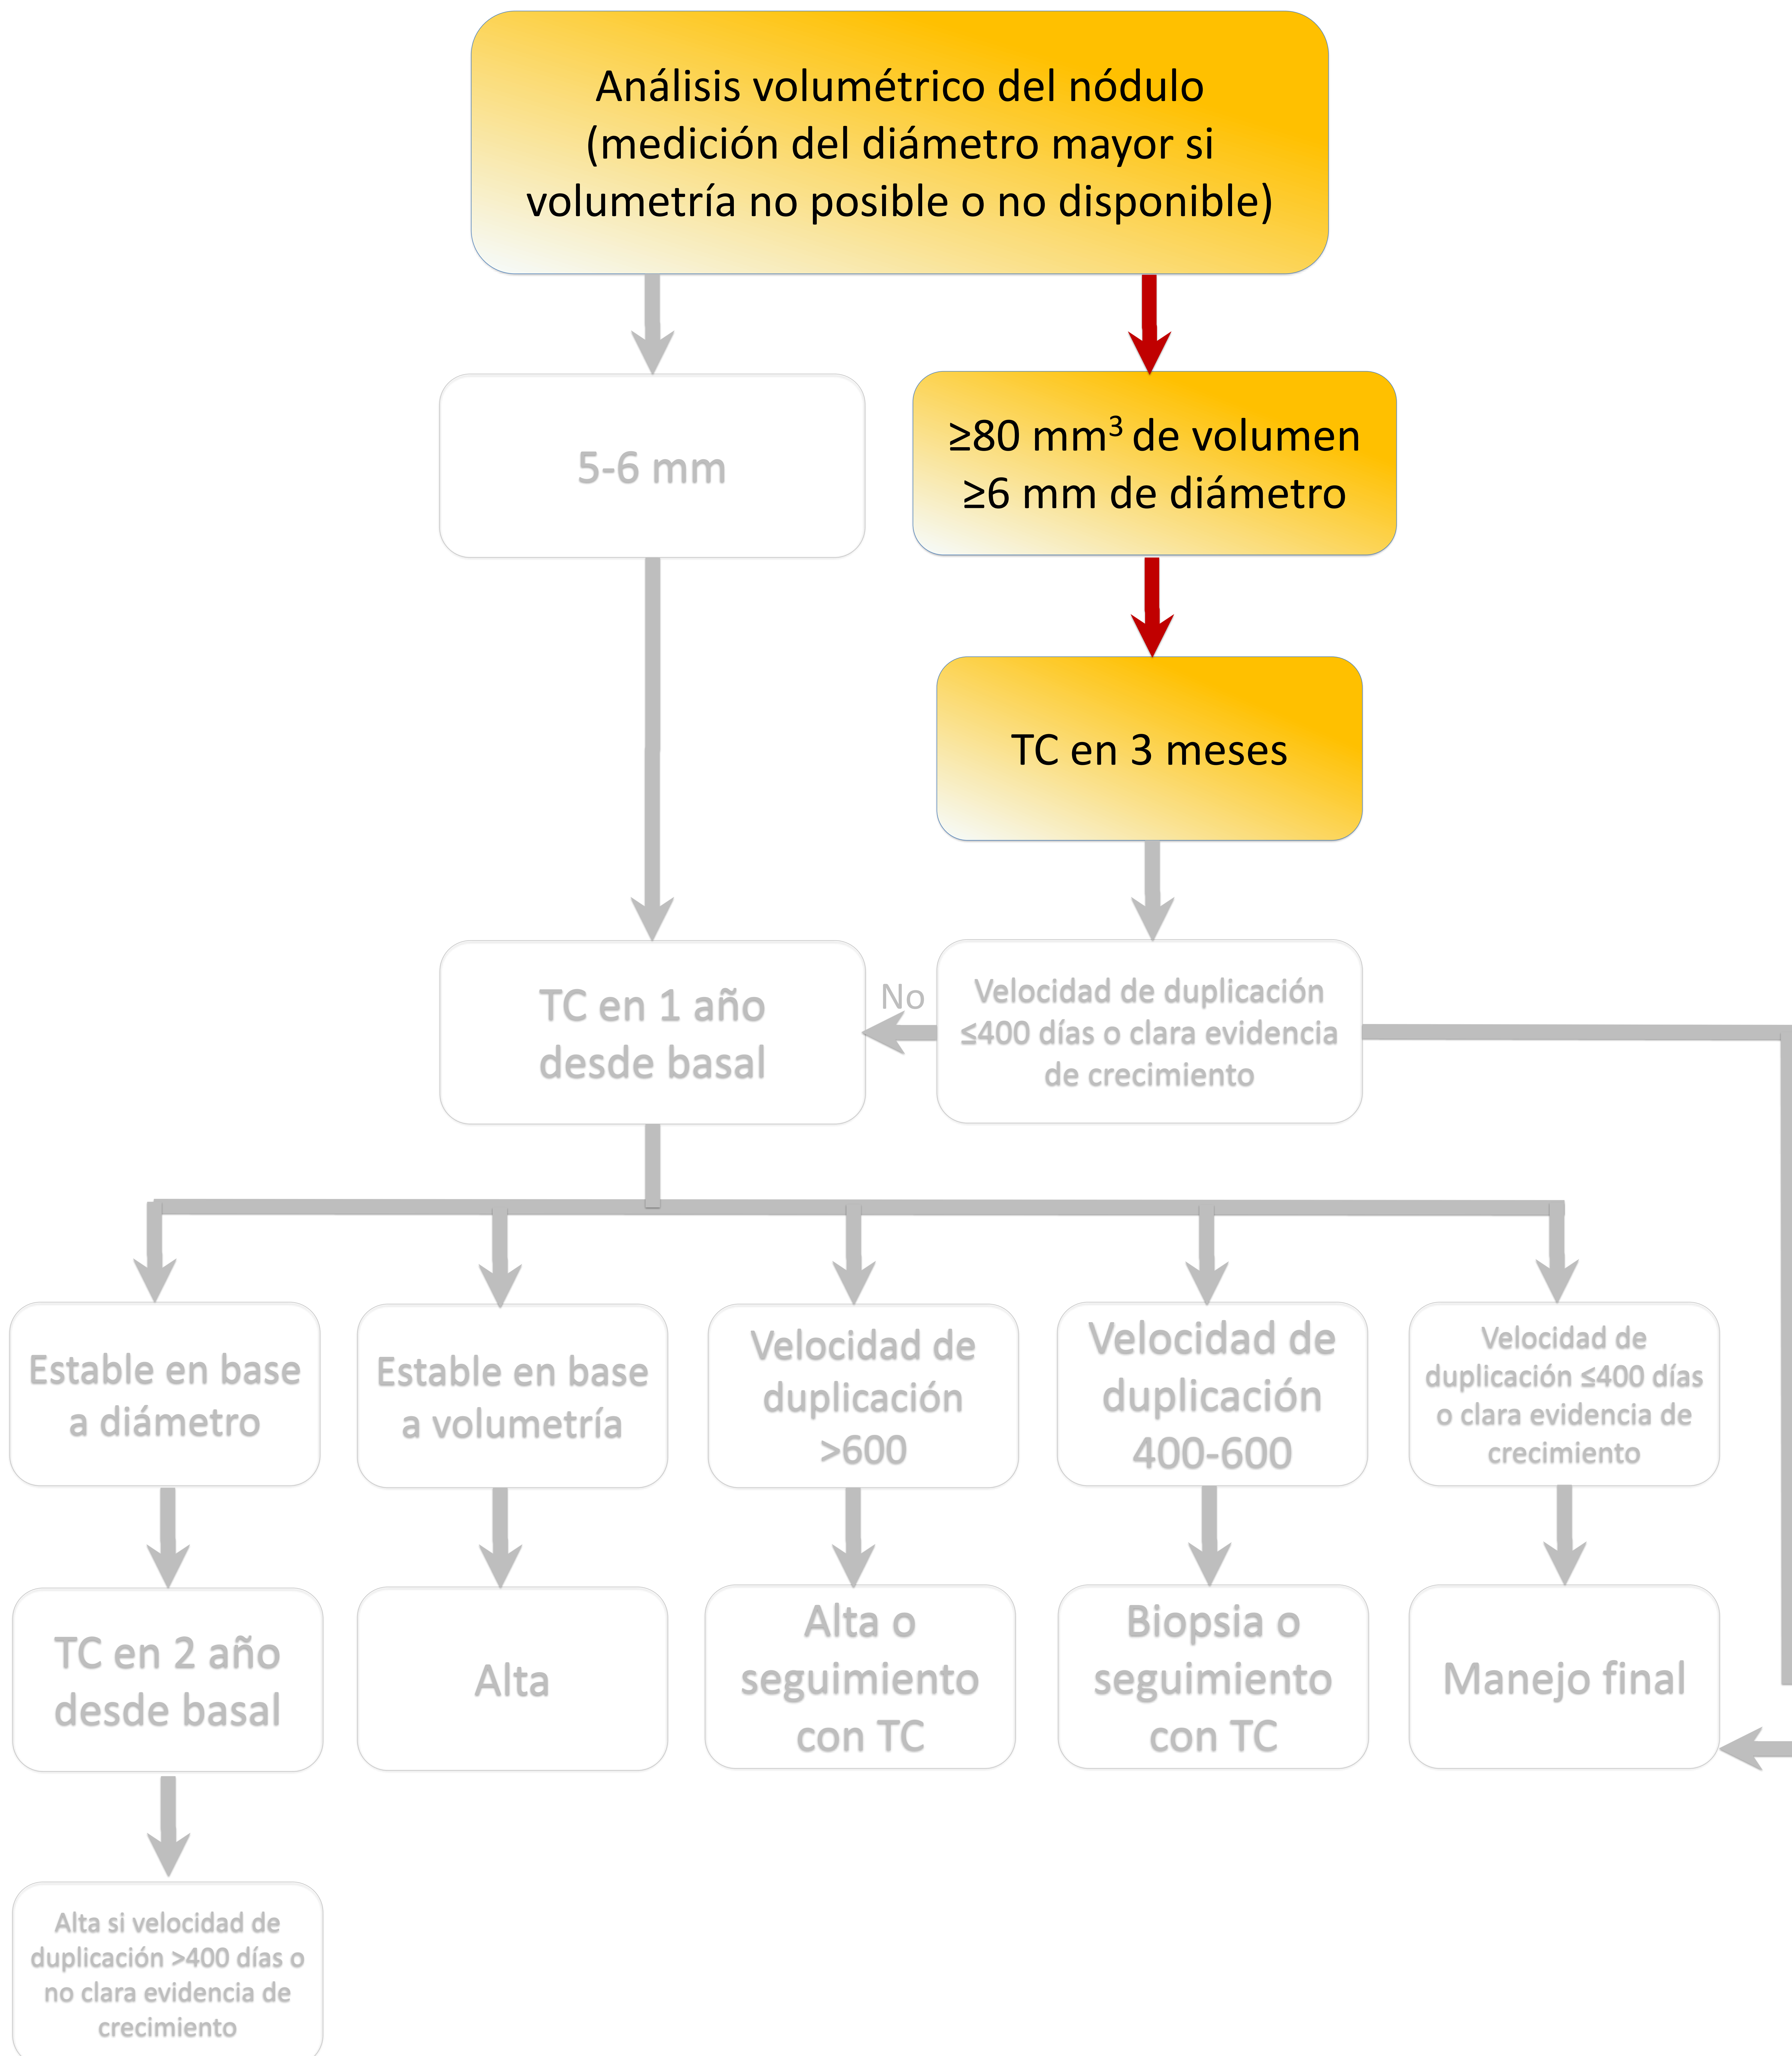 Análisis volumétrico del nódulo
(medición del diámetro mayor si
volumetría no posible o no disponible)
5-6 mm
≥80 mm³ de volumen
≥6 mm de diámetro
TC en 3 meses
TC en 1 año
desde basal
No
Velocidad de duplicación
≤400 días o clara evidencia
de crecimiento
Estable en base
a diámetro
Estable en base
a volumetría
Velocidad de
duplicación
>600
Velocidad de
duplicación
400-600
Velocidad de
duplicación ≤400 días
o clara evidencia de
crecimiento
TC en 2 año
desde basal
Alta
Alta o
seguimiento
con TC
Biopsia o
seguimiento
con TC
Manejo final
Alta si velocidad de
duplicación >400 días o
no clara evidencia de
crecimiento